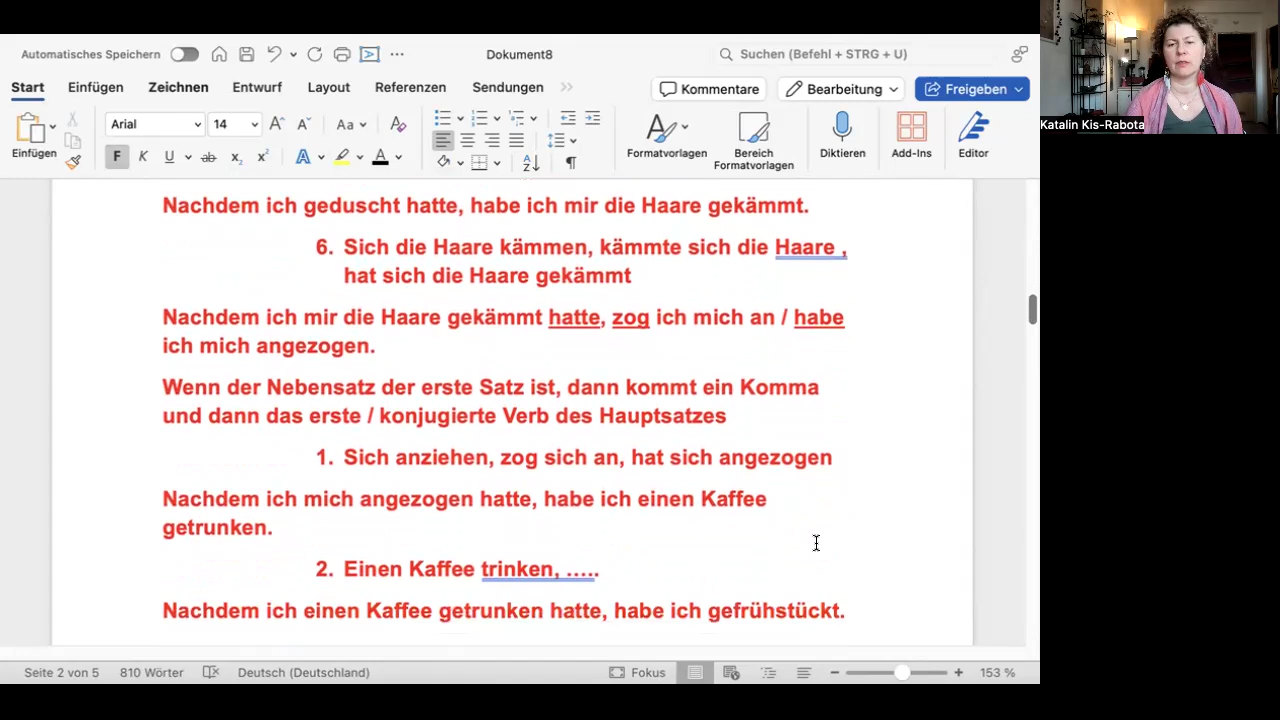 Automatisches Speichern
Dokument8
Suchen (Befehl + STRG + U)
Start Einfügen Zeichnen Entwurf Layout Referenzen Sendungen Kommentare Bearbeitung Freigeben
Einfügen
Arial 14
F K U ab x₂ x²
Formatvorlagen
Bereich Formatvorlagen
Diktieren
Add-Ins
Editor
Katalin Kis-Rabota
Nachdem ich geduscht hatte, habe ich mir die Haare gekämmt.
6. Sich die Haare kämmen, kämmte sich die Haare ,
hat sich die Haare gekämmt
Nachdem ich mir die Haare gekämmt hatte, zog ich mich an / habe
ich mich angezogen.
Wenn der Nebensatz der erste Satz ist, dann kommt ein Komma
und dann das erste / konjugierte Verb des Hauptsatzes
1. Sich anziehen, zog sich an, hat sich angezogen
Nachdem ich mich angezogen hatte, habe ich einen Kaffee
getrunken.
2. Einen Kaffee trinken, …..
Nachdem ich einen Kaffee getrunken hatte, habe ich gefrühstückt.
Seite 2 von 5 810 Wörter Deutsch (Deutschland) Fokus 153 %